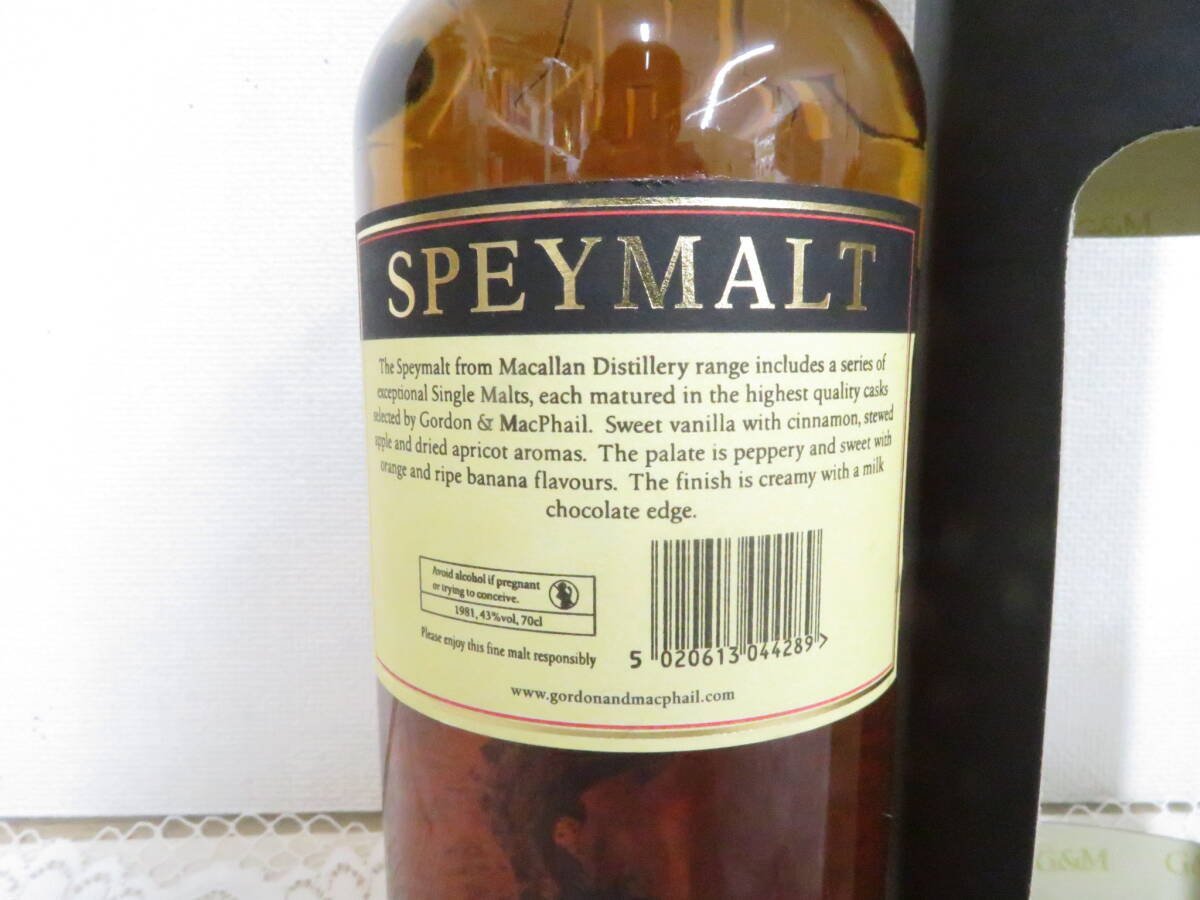 SPEYMALT
The Speymalt from Macallan Distillery range includes a series of
exceptional Single Malts, each matured in the highest quality casks
selected by Gordon & MacPhail. Sweet vanilla with cinnamon, stewed
apple and dried apricot aromas. The palate is peppery and sweet with
orange and ripe banana flavours. The finish is creamy with a milk
chocolate edge.
Avoid alcohol if pregnant
or trying to conceive.
1981, 43%vol, 70cl
Please enjoy this fine malt responsibly
5 020613 044289 >
www.gordonandmacphail.com
G&M
G&M